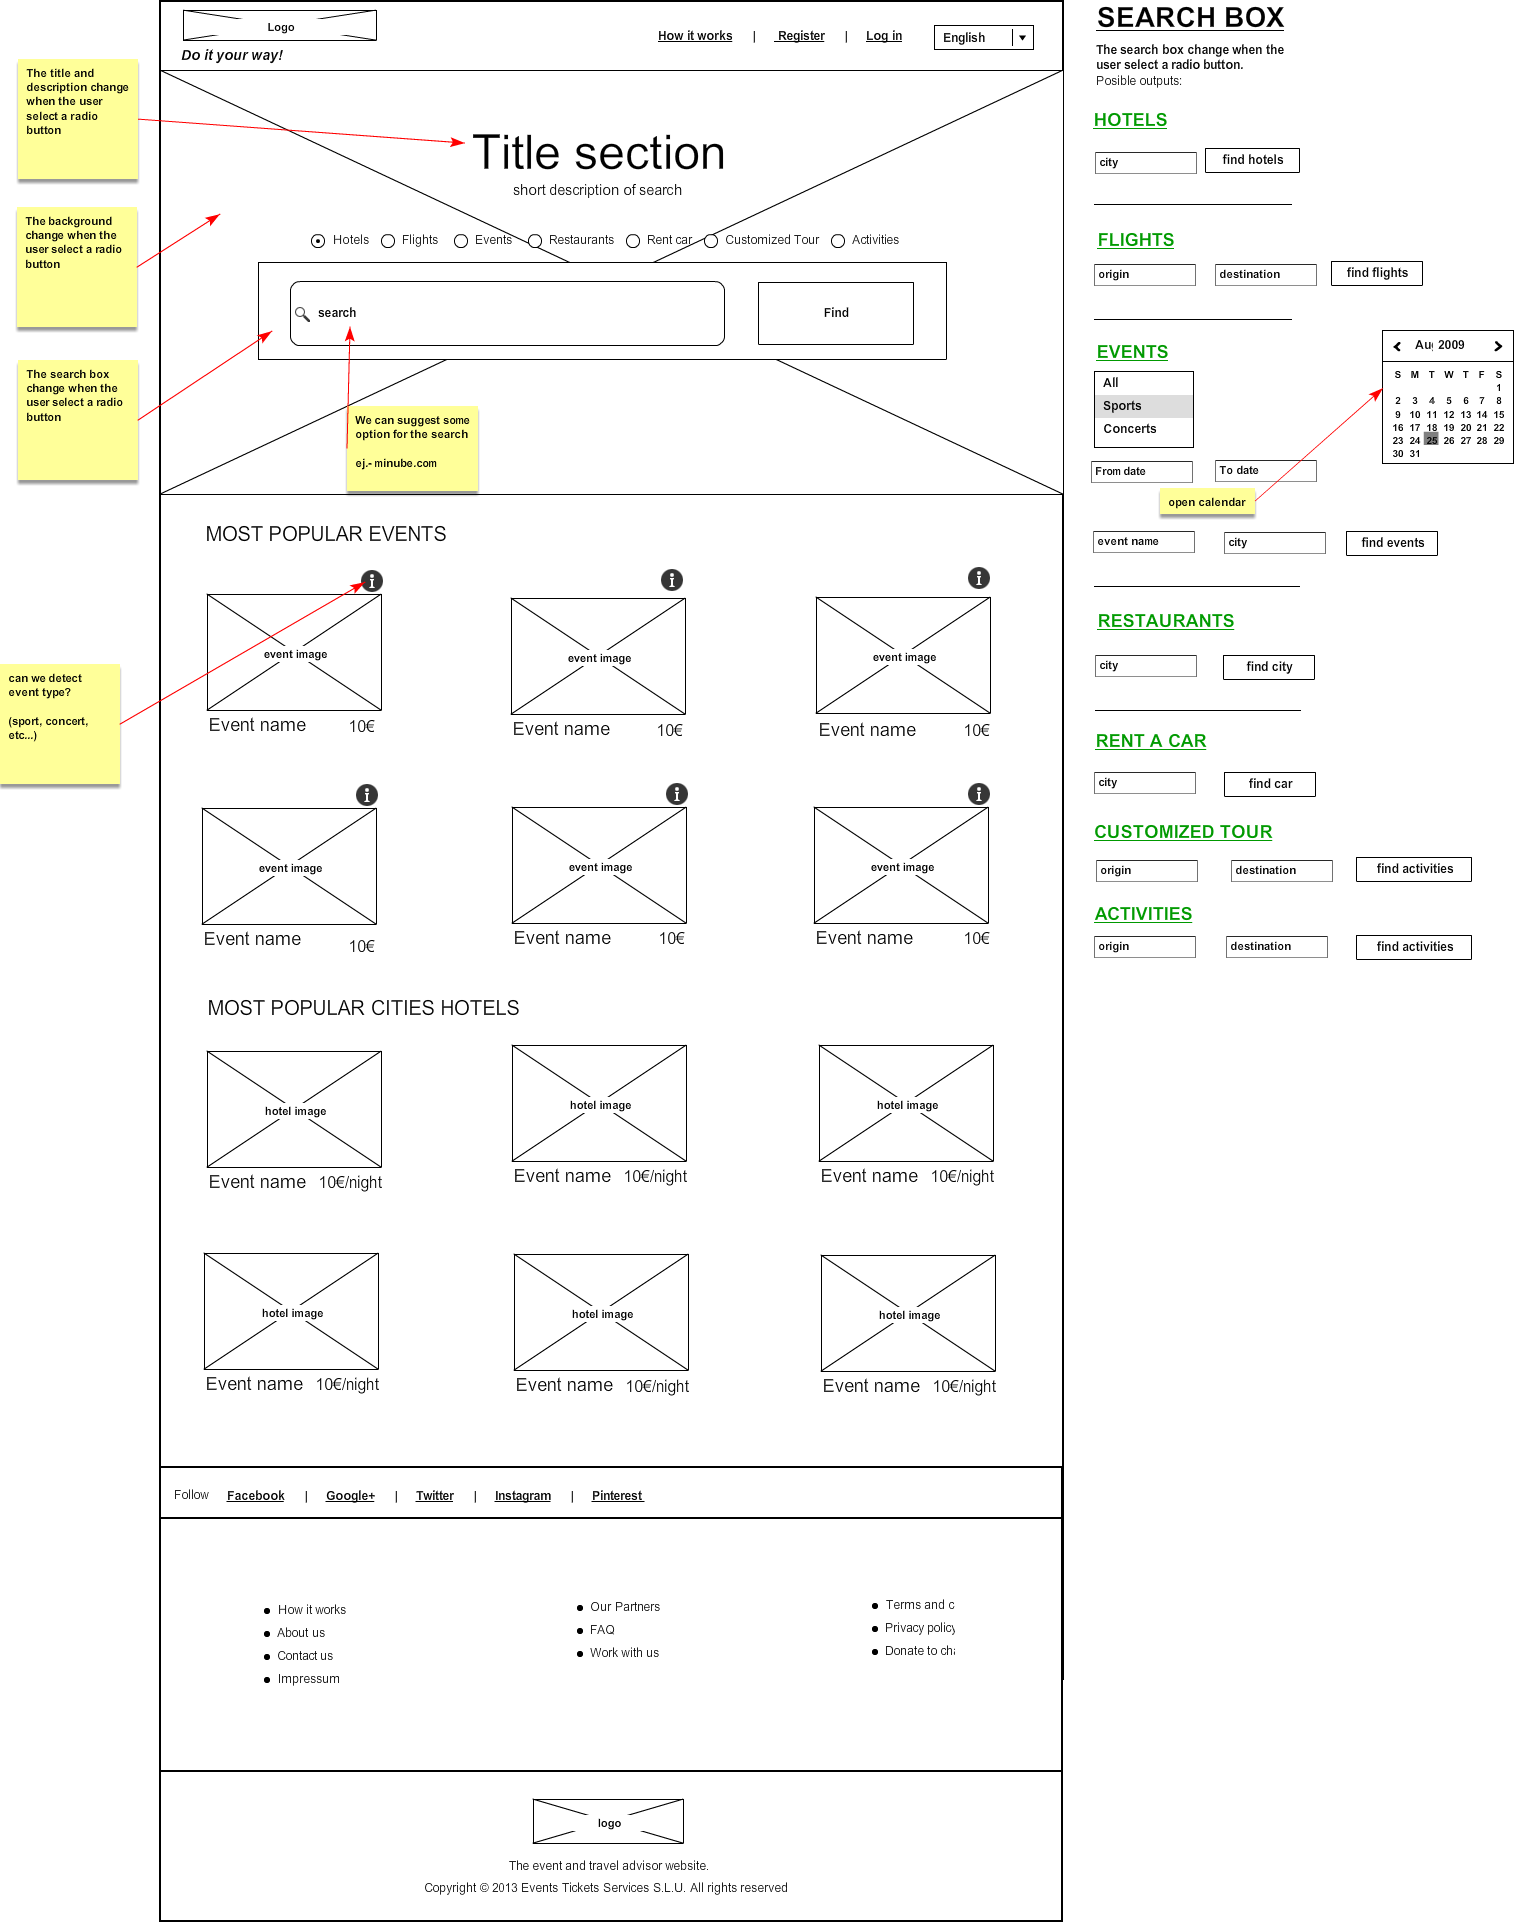 Logo
Do it your way!
How it works | Register | Log in English
The title and
description change
when the user
select a radio
button
Title section
short description of search
The background
change when the
user select a radio
button
Hotels Flights Events Restaurants Rent car Customized Tour Activities
search Find
The search box
change when the
user select a radio
button
We can suggest some
option for the search
ej.- minube.com
MOST POPULAR EVENTS
event image event image event image
Event name 10€ Event name 10€ Event name 10€
can we detect
event type?
(sport, concert,
etc...)
event image event image event image
Event name 10€ Event name 10€ Event name 10€
MOST POPULAR CITIES HOTELS
hotel image hotel image hotel image
Event name 10€/night Event name 10€/night Event name 10€/night
hotel image hotel image hotel image
Event name 10€/night Event name 10€/night Event name 10€/night
Follow Facebook | Google+ | Twitter | Instagram | Pinterest
How it works
About us
Contact us
Impressum
Our Partners
FAQ
Work with us
Terms and c
Privacy policy
Donate to cha
logo
The event and travel advisor website.
Copyright © 2013 Events Tickets Services S.L.U. All rights reserved
SEARCH BOX
The search box change when the
user select a radio button.
Posible outputs:
HOTELS
city find hotels
FLIGHTS
origin destination find flights
EVENTS
All
Sports
Concerts
From date To date
open calendar
Aug 2009
S M T W T F S
1
2 3 4 5 6 7 8
9 10 11 12 13 14 15
16 17 18 19 20 21 22
23 24 25 26 27 28 29
30 31
event name city find events
RESTAURANTS
city find city
RENT A CAR
city find car
CUSTOMIZED TOUR
origin destination find activities
ACTIVITIES
origin destination find activities